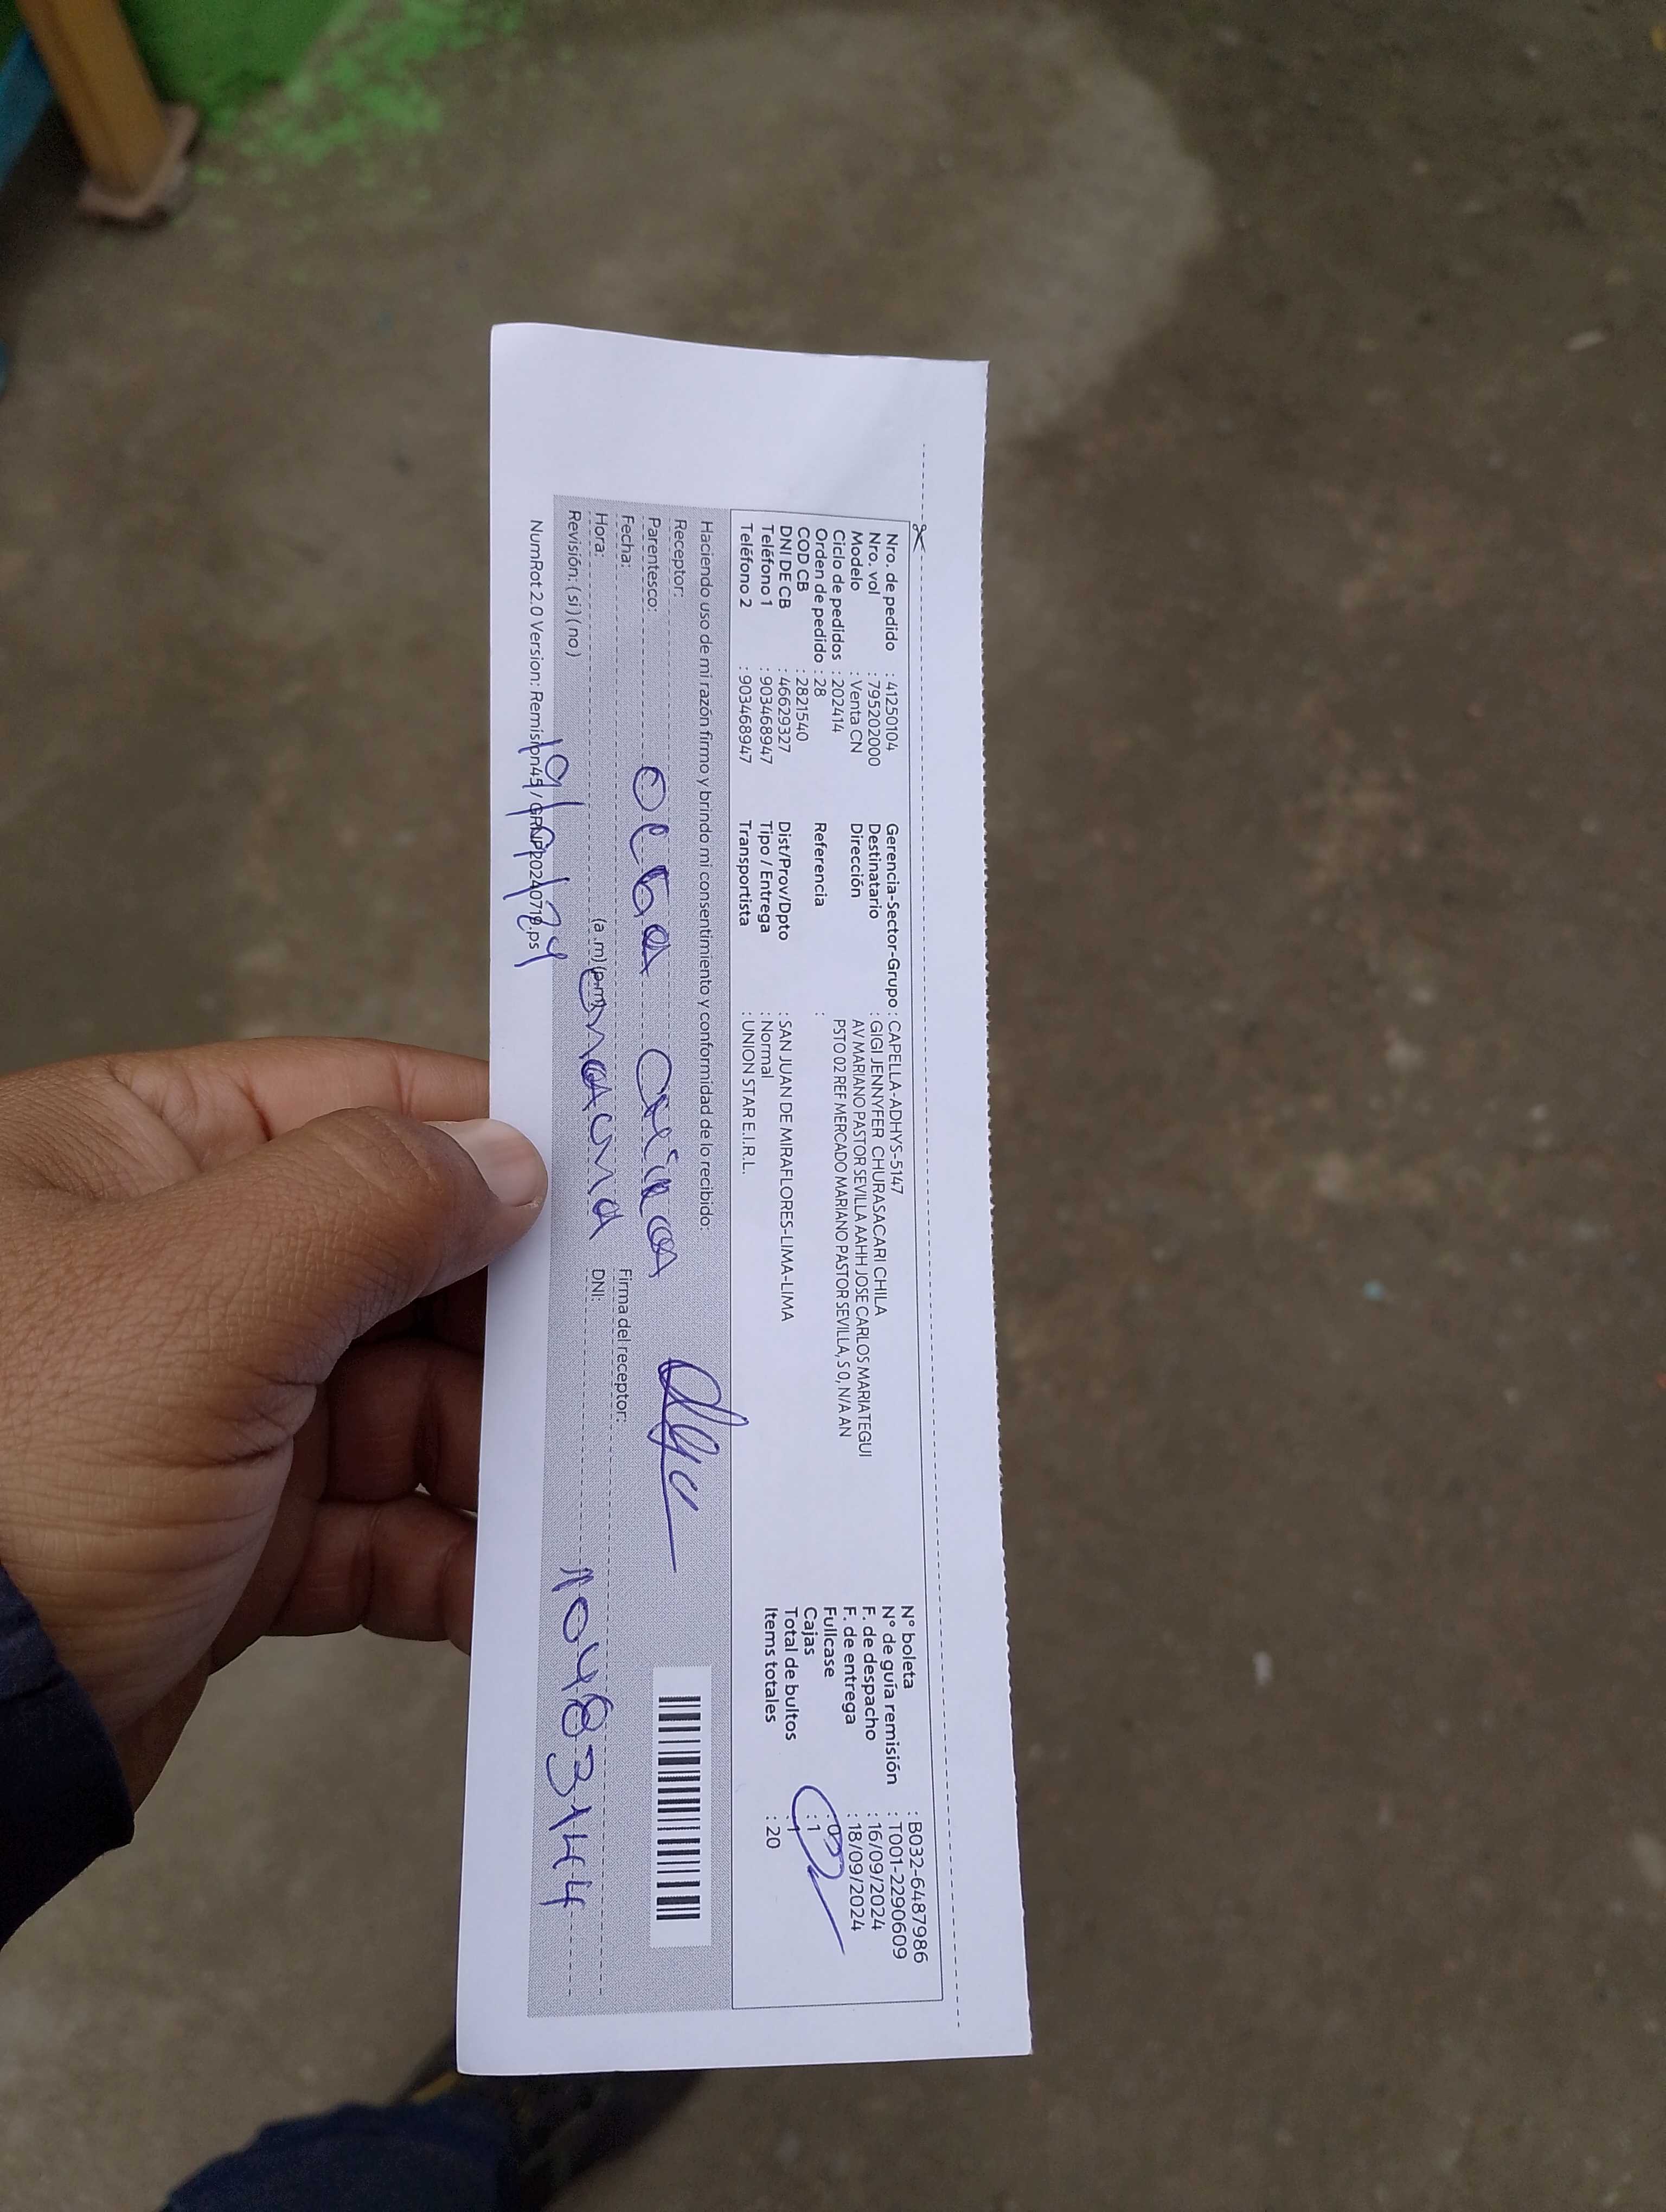 Nro. de pedido : 41250104
Nro. vol : 795202000
Modelo : Venta CN
Ciclo de pedidos : 202414
Orden de pedido : 28
COD CB : 2821540
DNI DE CB : 46629327
Teléfono 1 : 903468947
Teléfono 2 : 903468947
Gerencia-Sector-Grupo : CAPELLA-ADHYS-5147
Destinatario : GIGI JENNYFER CHURASACARI CHILA
Dirección : AV MARIANO PASTOR SEVILLA AAHH JOSE CARLOS MARIATEGUI
PSTO 02 REF MERCADO MARIANO PASTOR SEVILLA, S 0, N/A AN
Referencia :
Dist/Prov/Dpto : SAN JUAN DE MIRAFLORES-LIMA-LIMA
Tipo / Entrega : Normal
Transportista : UNION STAR E.I.R.L.
N° boleta : B032-6487986
N° de guía remisión : T001-2290609
F. de despacho : 16/09/2024
F. de entrega : 18/09/2024
Fullcase : 0
Cajas : 1
Total de bultos : 1
Items totales : 20
Haciendo uso de mi razón firmo y brindo mi consentimiento y conformidad de lo recibido:
Receptor:
Parentesco:
Fecha:
Hora: (a .m) (p.m)
Revisión: ( si ) ( no )
Firma del receptor:
DNI: 10483144
NumRot 2.0 Version: Remision45 / GRNP20240719.ps